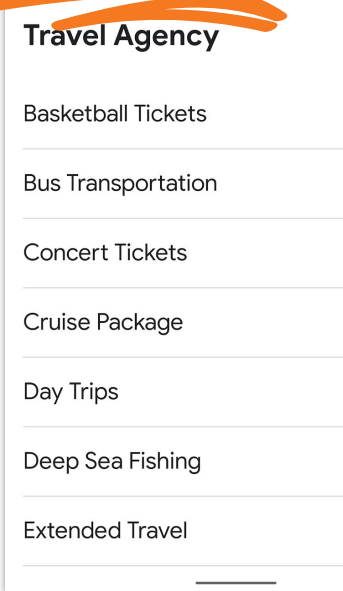 Travel Agency
Basketball Tickets
Bus Transportation
Concert Tickets
Cruise Package
Day Trips
Deep Sea Fishing
Extended Travel